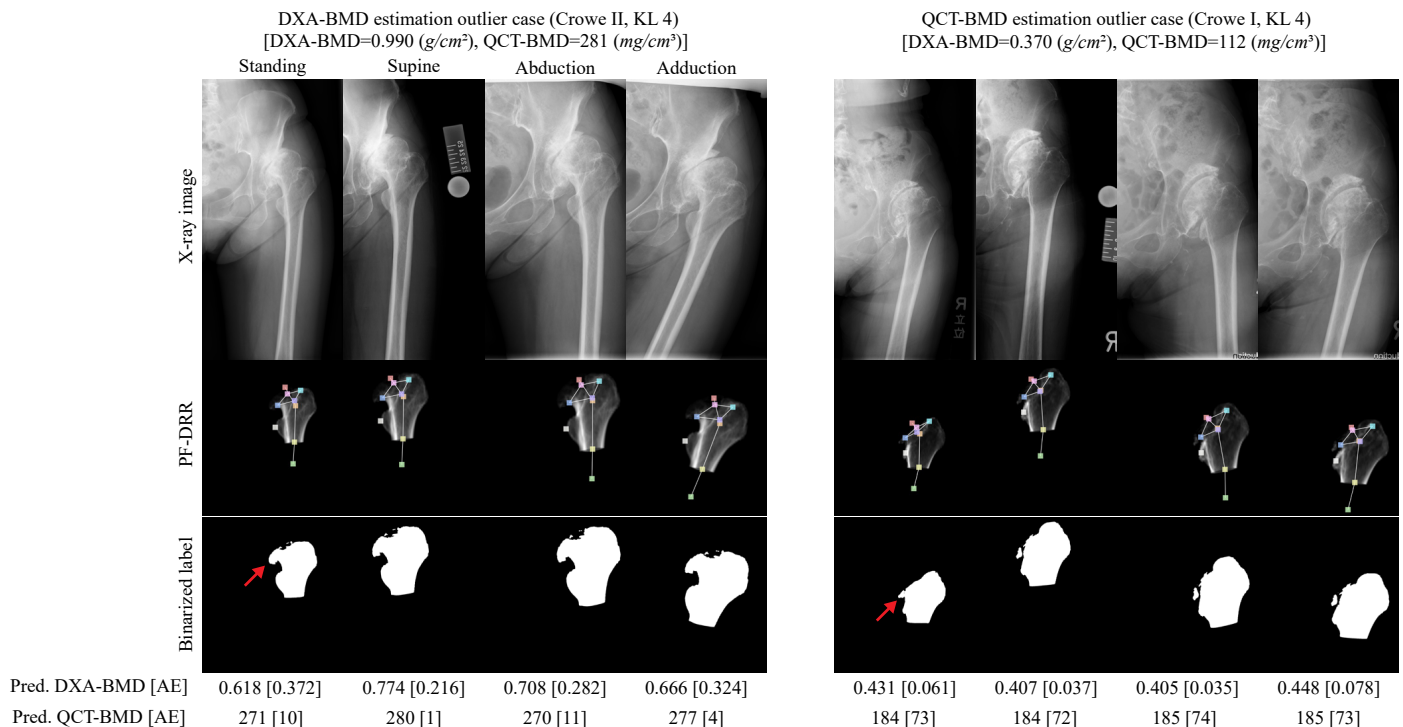 DXA-BMD estimation outlier case (Crowe II, KL 4)
[DXA-BMD=0.990 (g/cm²), QCT-BMD=281 (mg/cm³)]
Standing Supine Abduction Adduction
QCT-BMD estimation outlier case (Crowe I, KL 4)
[DXA-BMD=0.370 (g/cm²), QCT-BMD=112 (mg/cm³)]
X-ray image
R
立位
R
PF-DRR
Binarized label
Pred. DXA-BMD [AE] 0.618 [0.372] 0.774 [0.216] 0.708 [0.282] 0.666 [0.324] 0.431 [0.061] 0.407 [0.037] 0.405 [0.035] 0.448 [0.078]
Pred. QCT-BMD [AE] 271 [10] 280 [1] 270 [11] 277 [4] 184 [73] 184 [72] 185 [74] 185 [73]